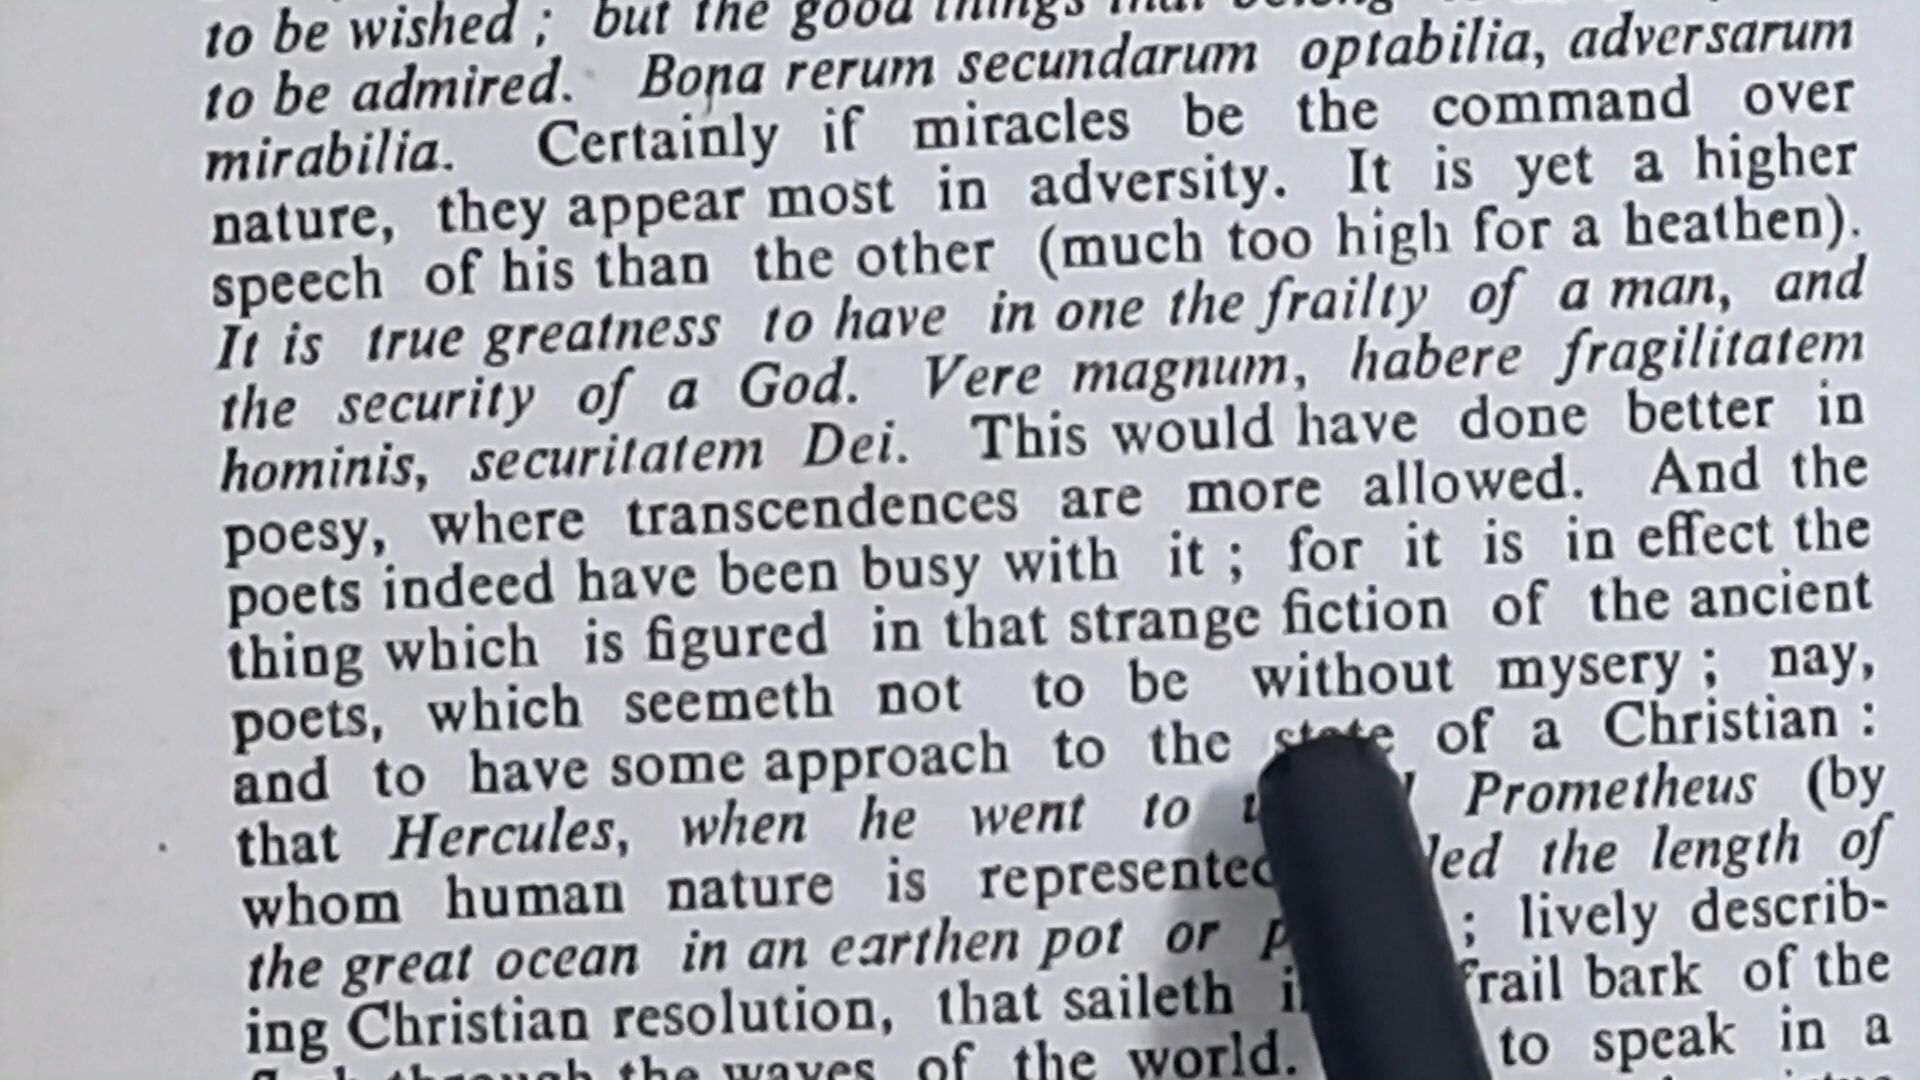 to be wished ; but the good things that belong
to be admired. Bona rerum secundarum optabilia, adversarum
mirabilia. Certainly if miracles be the command over
nature, they appear most in adversity. It is yet a higher
speech of his than the other (much too high for a heathen).
It is true greatness to have in one the frailty of a man, and
the security of a God. Vere magnum, habere fragilitatem
hominis, securitatem Dei. This would have done better in
poesy, where transcendences are more allowed. And the
poets indeed have been busy with it ; for it is in effect the
thing which is figured in that strange fiction of the ancient
poets, which seemeth not to be without mysery ; nay,
and to have some approach to the state of a Christian :
that Hercules, when he went to Prometheus (by
whom human nature is represented the length of
the great ocean in an earthen pot or ; lively describ-
ing Christian resolution, that saileth frail bark of the
through the waves of the world. to speak in a